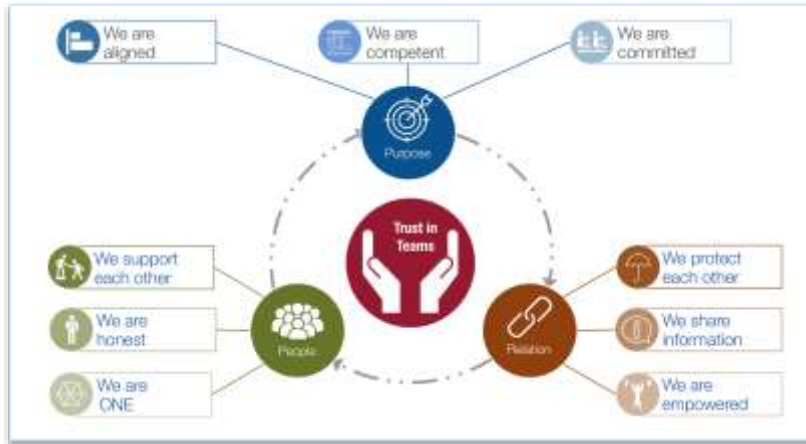 We are
aligned
We are
competent
We are
committed
Purpose
Trust in
Teams
We support
each other
We are
honest
We are
ONE
People
Relation
We protect
each other
We share
information
We are
empowered